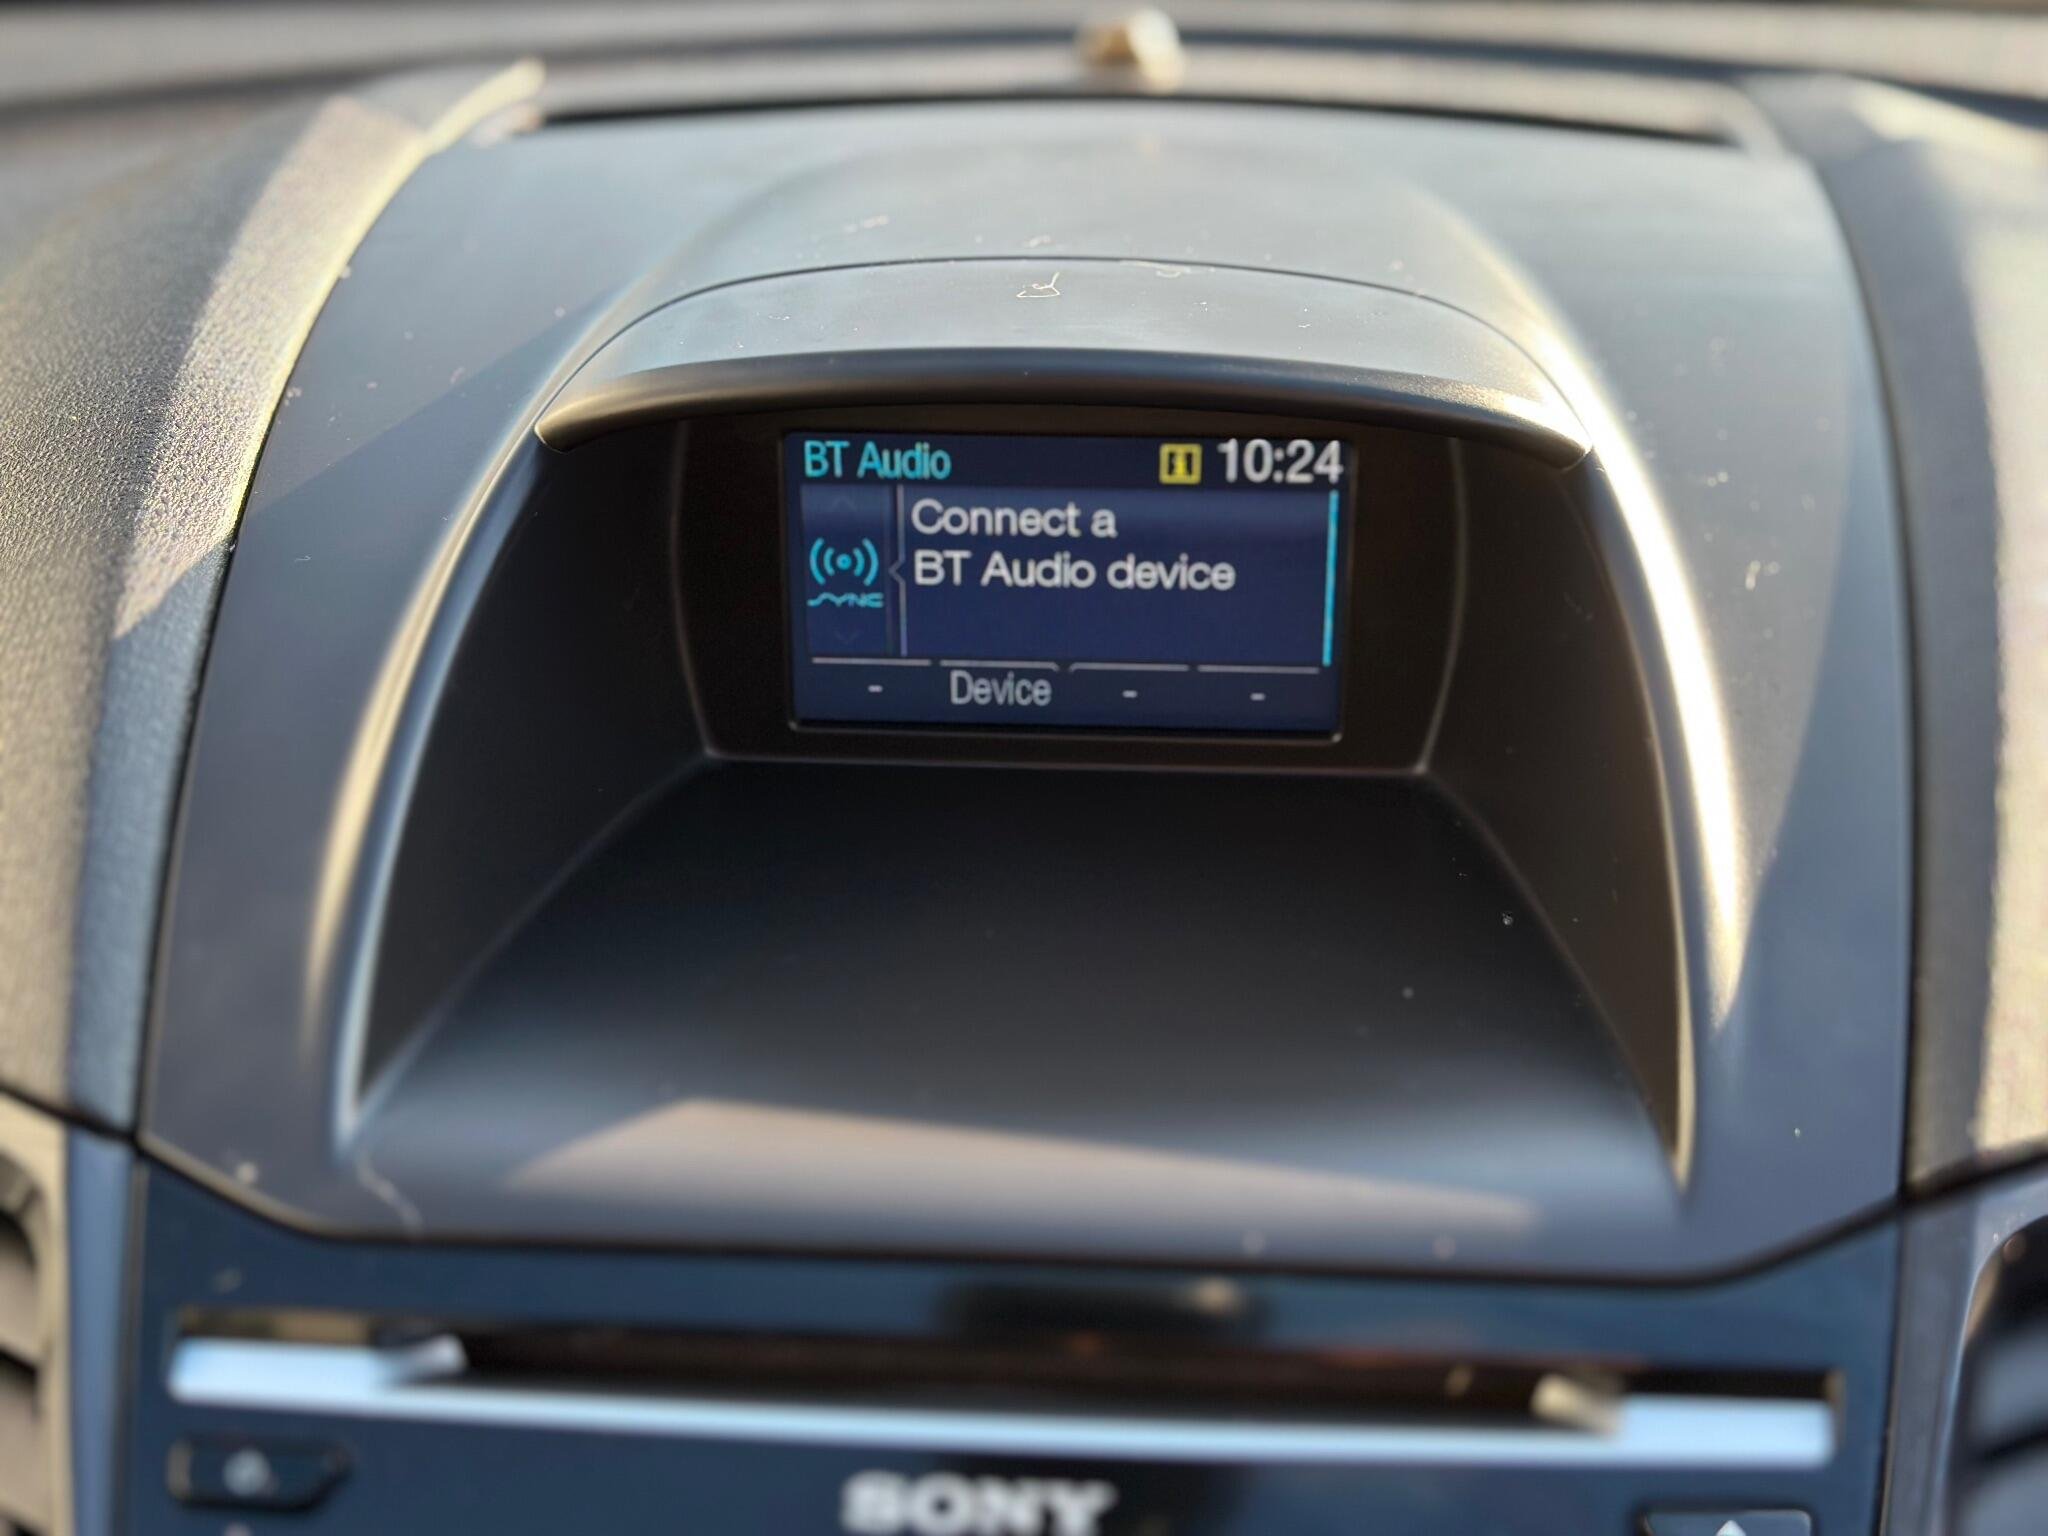 BT Audio 10:24
Connect a
BT Audio device
SYNC
- Device - -
SONY